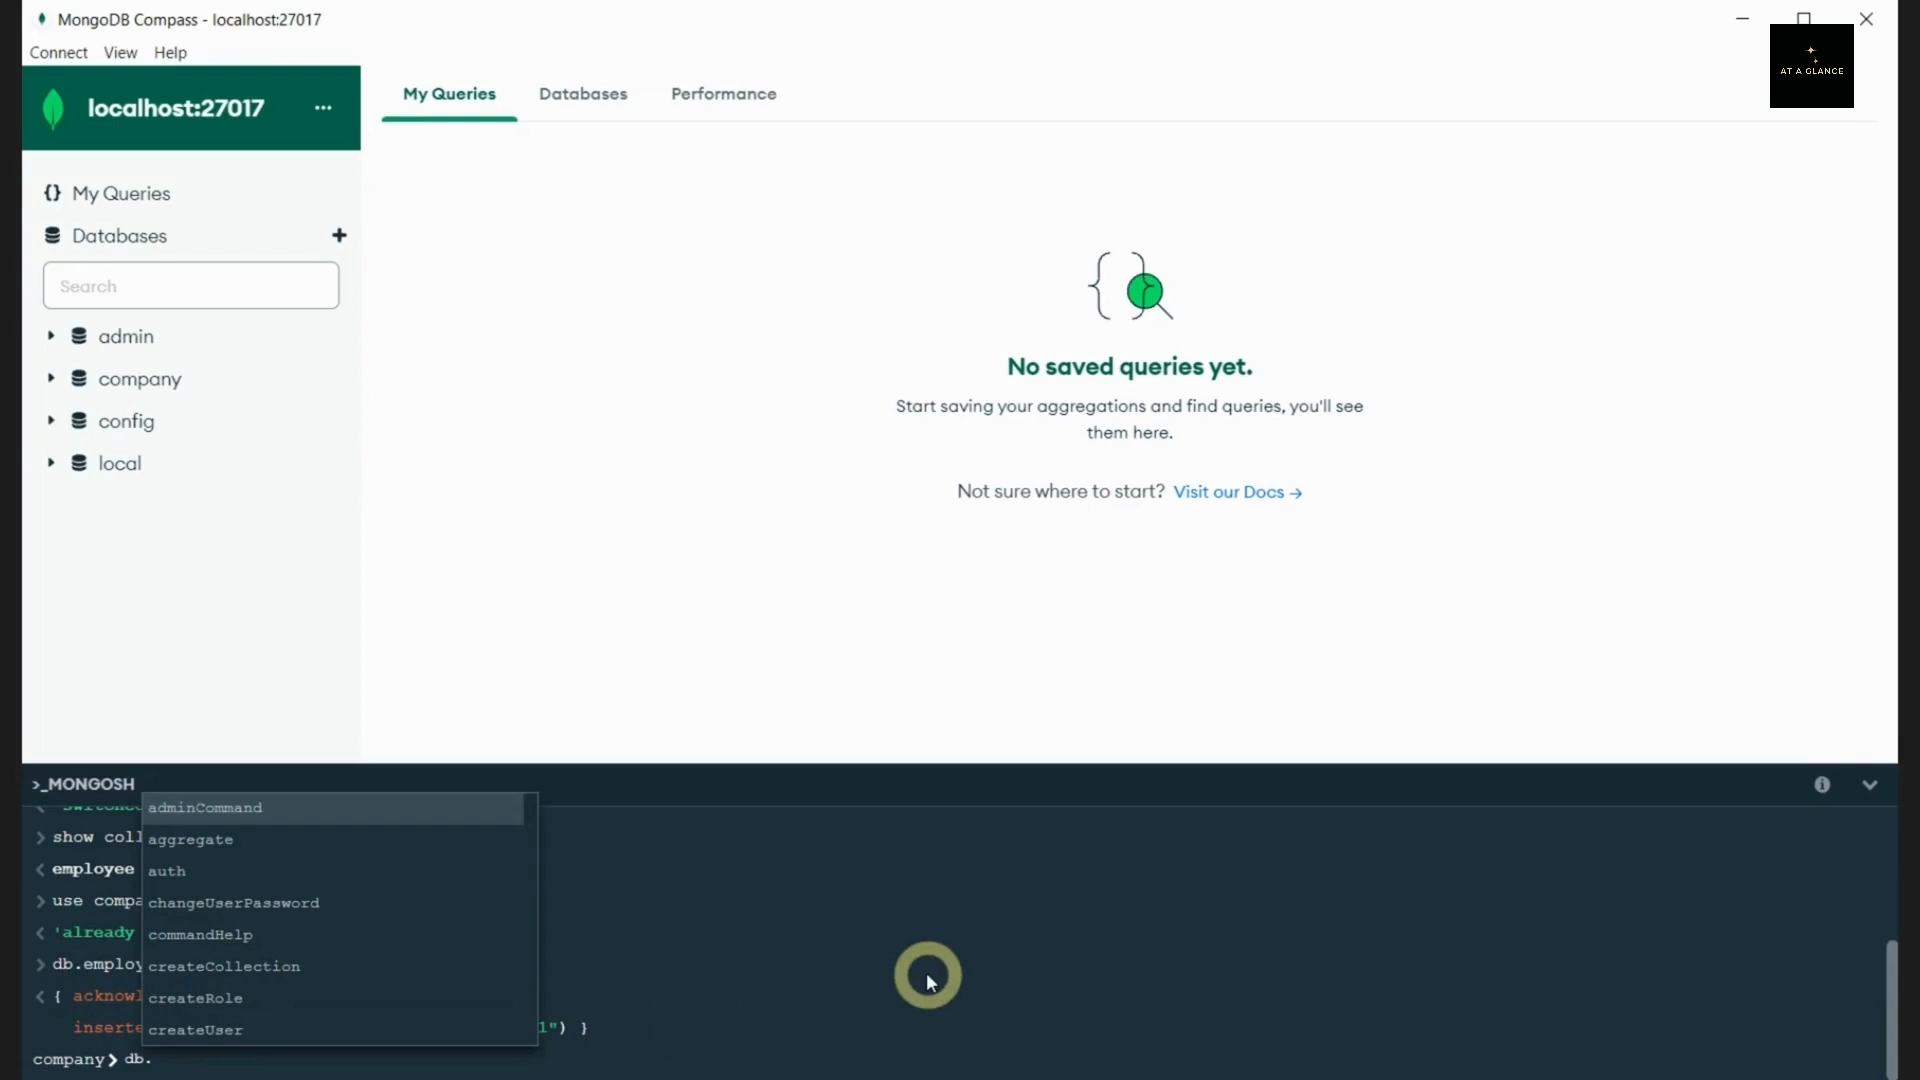 MongoDB Compass - localhost:27017
Connect View Help
AT A GLANCE
localhost:27017 ...
My Queries Databases Performance
{} My Queries
Databases +
Search
admin
company
config
local
No saved queries yet.
Start saving your aggregations and find queries, you'll see
them here.
Not sure where to start? Visit our Docs →
>_MONGOSH
adminCommand
> show coll
aggregate
< employee
auth
> use compa
changeUserPassword
< 'already
commandHelp
> db.employ
createCollection
< { acknowl
createRole
inserte
createUser
1") }
company> db.